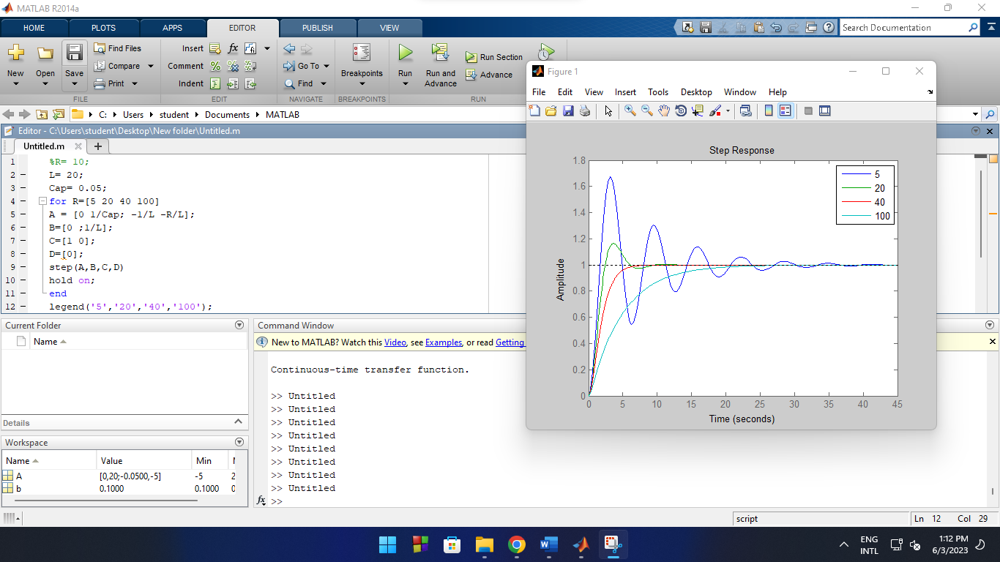 MATLAB R2014a
HOME PLOTS APPS EDITOR PUBLISH VIEW
Search Documentation
New Open Save
Find Files
Compare
Print
FILE
Insert fx
Comment
Indent
EDIT
Go To
Find
NAVIGATE
Breakpoints
BREAKPOINTS
Run Run and Advance
Run Section
Advance
RUN
C: Users student Documents MATLAB
Editor - C:\Users\student\Desktop\New folder\Untitled.m
Untitled.m
1 %R= 10;
2 L= 20;
3 Cap= 0.05;
4 for R=[5 20 40 100]
5 A = [0 1/Cap; -1/L -R/L];
6 B=[0 ;1/L];
7 C=[1 0];
8 D=[0];
9 step(A,B,C,D)
10 hold on;
11 end
12 legend('5','20','40','100');
Figure 1
File Edit View Insert Tools Desktop Window Help
Step Response
Amplitude
1.8
1.6
1.4
1.2
1
0.8
0.6
0.4
0.2
0
0 5 10 15 20 25 30 35 40 45
Time (seconds)
5
20
40
100
Current Folder
Name
Details
Workspace
Name Value Min
A [0,20;-0.0500,-5] -5 2
b 0.1000 0.1000 0
Command Window
New to MATLAB? Watch this Video, see Examples, or read Getting
Continuous-time transfer function.
>> Untitled
>> Untitled
>> Untitled
>> Untitled
>> Untitled
>> Untitled
>> Untitled
>> Untitled
fx >>
script Ln 12 Col 29
ENG
INTL
1:12 PM
6/3/2023